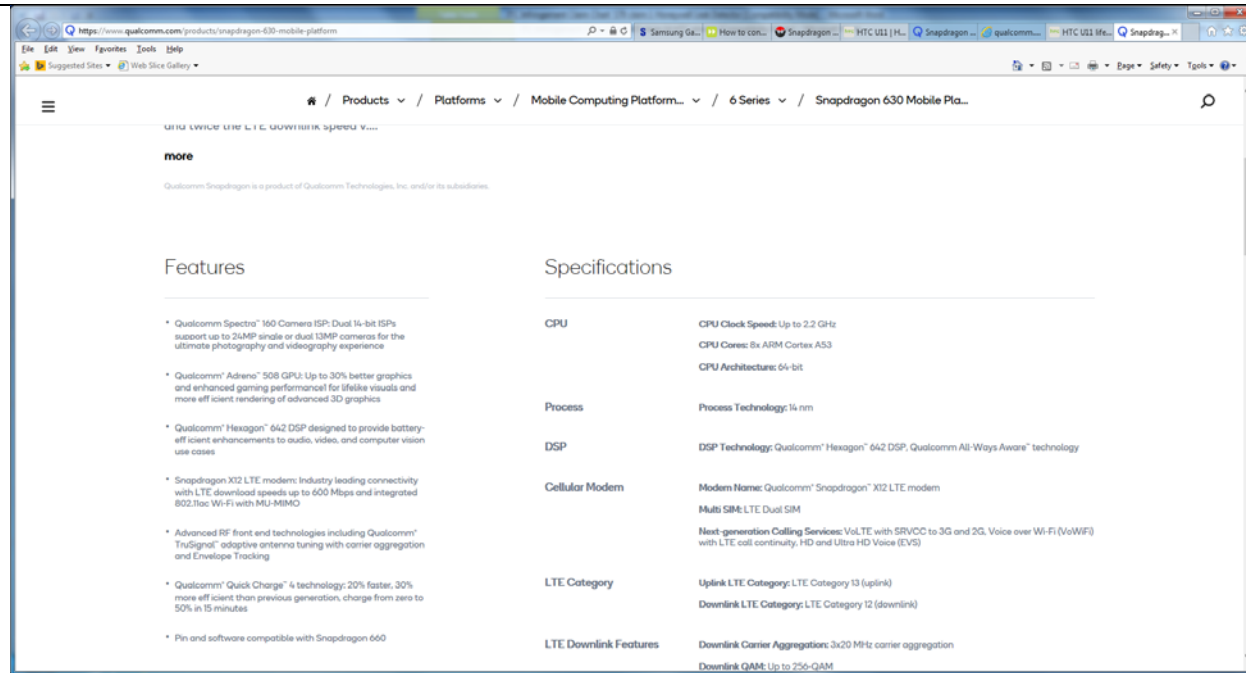 https://www.qualcomm.com/products/snapdragon-630-mobile-platform
Samsung Ga...
How to con...
Snapdragon ...
HTC U11 | H...
Snapdragon ...
qualcomm....
HTC U11 life...
Snapdrag...
File Edit View Favorites Tools Help
Suggested Sites
Web Slice Gallery
Page Safety Tools
/ Products / Platforms / Mobile Computing Platform... / 6 Series / Snapdragon 630 Mobile Pla...
and twice the LTE downlink speed v....
more
Qualcomm Snapdragon is a product of Qualcomm Technologies, Inc. and/or its subsidiaries.
Features
* Qualcomm Spectra™ 160 Camera ISP: Dual 14-bit ISPs
support up to 24MP single or dual 13MP cameras for the
ultimate photography and videography experience
* Qualcomm® Adreno™ 508 GPU: Up to 30% better graphics
and enhanced gaming performance1 for lifelike visuals and
more eff icient rendering of advanced 3D graphics
* Qualcomm® Hexagon™ 642 DSP designed to provide battery-
eff icient enhancements to audio, video, and computer vision
use cases
* Snapdragon X12 LTE modem: Industry leading connectivity
with LTE download speeds up to 600 Mbps and integrated
802.11ac Wi-Fi with MU-MIMO
* Advanced RF front end technologies including Qualcomm®
TruSignal™ adaptive antenna tuning with carrier aggregation
and Envelope Tracking
* Qualcomm® Quick Charge™ 4 technology: 20% faster, 30%
more eff icient than previous generation, charge from zero to
50% in 15 minutes
* Pin and software compatible with Snapdragon 660
Specifications
CPU
CPU Clock Speed: Up to 2.2 GHz
CPU Cores: 8x ARM Cortex A53
CPU Architecture: 64-bit
Process
Process Technology: 14 nm
DSP
DSP Technology: Qualcomm® Hexagon™ 642 DSP, Qualcomm All-Ways Aware™ technology
Cellular Modem
Modem Name: Qualcomm® Snapdragon™ X12 LTE modem
Multi SIM: LTE Dual SIM
Next-generation Calling Services: VoLTE with SRVCC to 3G and 2G, Voice over Wi-Fi (VoWiFi)
with LTE call continuity, HD and Ultra HD Voice (EVS)
LTE Category
Uplink LTE Category: LTE Category 13 (uplink)
Downlink LTE Category: LTE Category 12 (downlink)
LTE Downlink Features
Downlink Carrier Aggregation: 3x20 MHz carrier aggregation
Downlink QAM: Up to 256-QAM